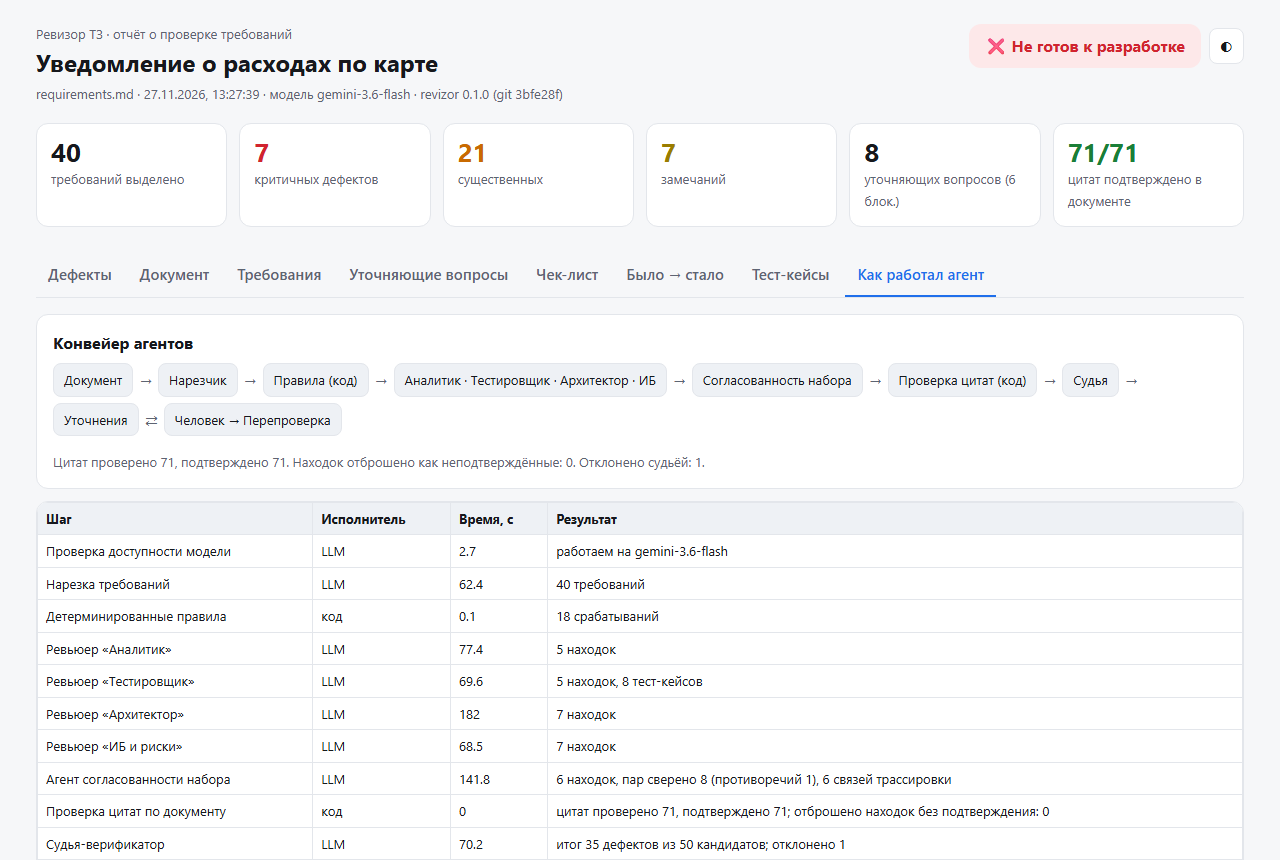 Ревизор ТЗ · отчёт о проверке требований
Уведомление о расходах по карте
requirements.md · 27.11.2026, 13:27:39 · модель gemini-3.6-flash · revizor 0.1.0 (git 3bfe28f)
❌ Не готов к разработке
40
требований выделено
7
критичных дефектов
21
существенных
7
замечаний
8
уточняющих вопросов (6
блок.)
71/71
цитат подтверждено в
документе
Дефекты Документ Требования Уточняющие вопросы Чек-лист Было → стало Тест-кейсы Как работал агент
Конвейер агентов
Документ → Нарезчик → Правила (код) → Аналитик · Тестировщик · Архитектор · ИБ → Согласованность набора → Проверка цитат (код) → Судья →
Уточнения ⇄ Человек → Перепроверка
Цитат проверено 71, подтверждено 71. Находок отброшено как неподтверждённые: 0. Отклонено судьёй: 1.
Шаг Исполнитель Время, с Результат
Проверка доступности модели LLM 2.7 работаем на gemini-3.6-flash
Нарезка требований LLM 62.4 40 требований
Детерминированные правила код 0.1 18 срабатываний
Ревьюер «Аналитик» LLM 77.4 5 находок
Ревьюер «Тестировщик» LLM 69.6 5 находок, 8 тест-кейсов
Ревьюер «Архитектор» LLM 182 7 находок
Ревьюер «ИБ и риски» LLM 68.5 7 находок
Агент согласованности набора LLM 141.8 6 находок, пар сверено 8 (противоречий 1), 6 связей трассировки
Проверка цитат по документу код 0 цитат проверено 71, подтверждено 71; отброшено находок без подтверждения: 0
Судья-верификатор LLM 70.2 итог 35 дефектов из 50 кандидатов; отклонено 1